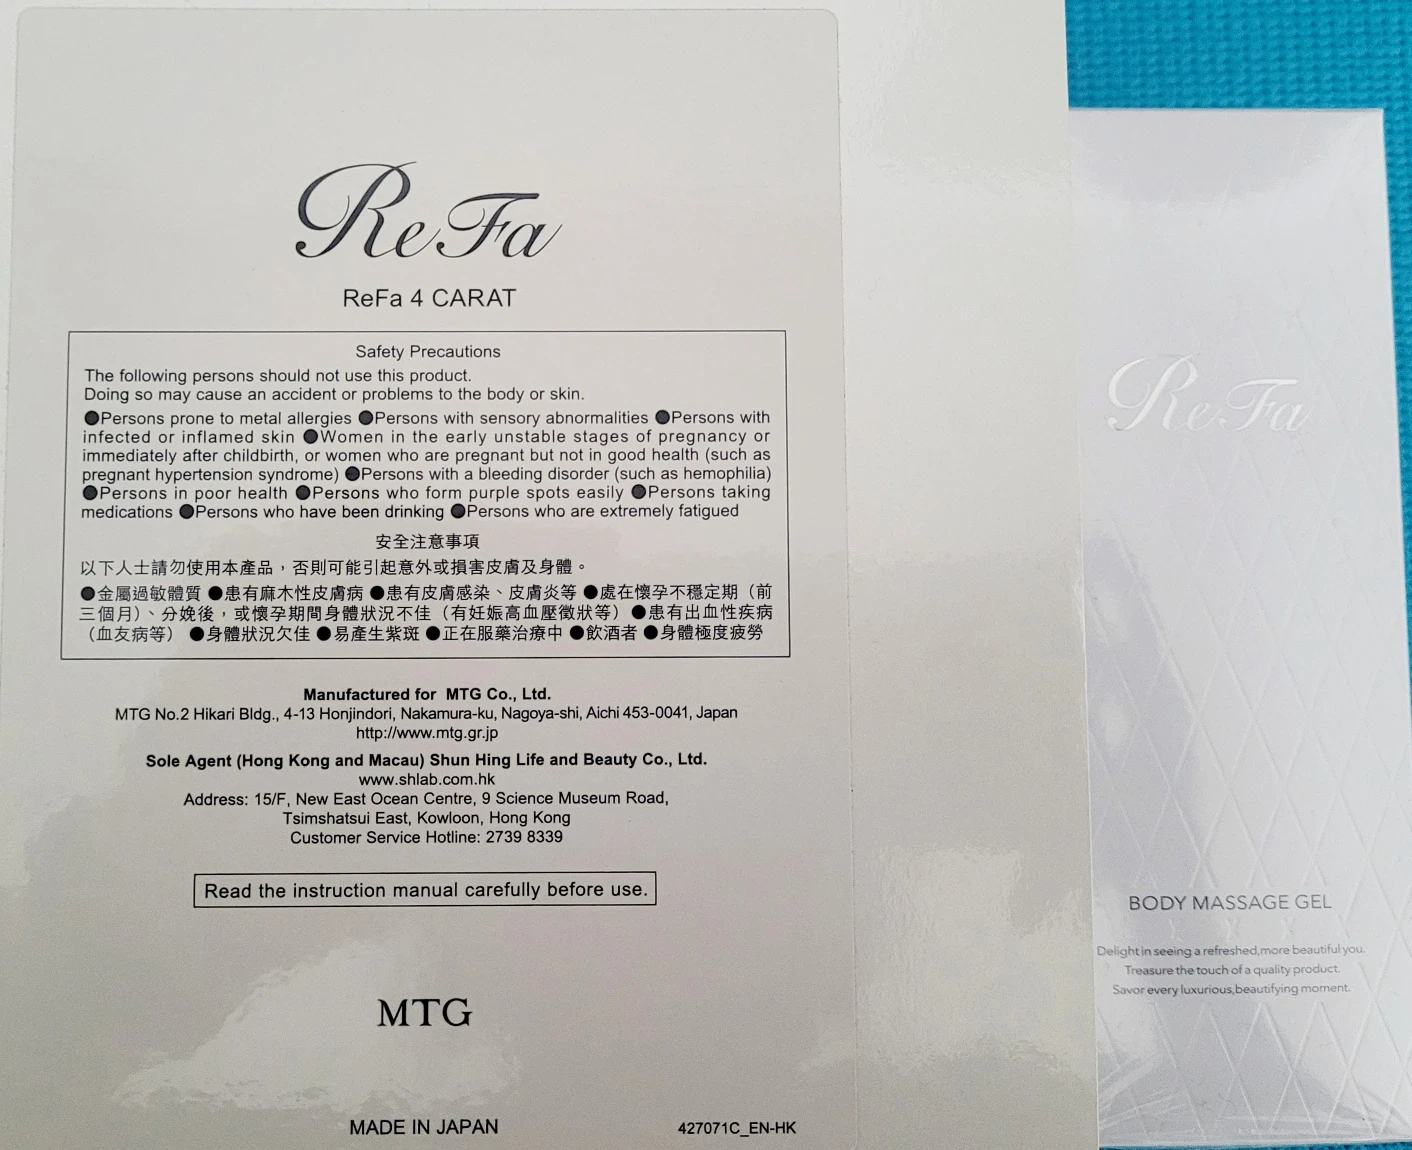 ReFa
ReFa 4 CARAT
Safety Precautions
The following persons should not use this product.
Doing so may cause an accident or problems to the body or skin.
●Persons prone to metal allergies ●Persons with sensory abnormalities ●Persons with
infected or inflamed skin ●Women in the early unstable stages of pregnancy or
immediately after childbirth, or women who are pregnant but not in good health (such as
pregnant hypertension syndrome) ●Persons with a bleeding disorder (such as hemophilia)
●Persons in poor health ●Persons who form purple spots easily ●Persons taking
medications ●Persons who have been drinking ●Persons who are extremely fatigued
安全注意事項
以下人士請勿使用本產品，否則可能引起意外或損害皮膚及身體。
●金屬過敏體質 ●患有麻木性皮膚病 ●患有皮膚感染、皮膚炎等 ●處在懷孕不穩定期（前
三個月）、分娩後，或懷孕期間身體狀況不佳（有妊娠高血壓徵狀等） ●患有出血性疾病
（血友病等） ●身體狀況欠佳 ●易產生紫斑 ●正在服藥治療中 ●飲酒者 ●身體極度疲勞
Manufactured for MTG Co., Ltd.
MTG No.2 Hikari Bldg., 4-13 Honjindori, Nakamura-ku, Nagoya-shi, Aichi 453-0041, Japan
http://www.mtg.gr.jp
Sole Agent (Hong Kong and Macau) Shun Hing Life and Beauty Co., Ltd.
www.shlab.com.hk
Address: 15/F, New East Ocean Centre, 9 Science Museum Road,
Tsimshatsui East, Kowloon, Hong Kong
Customer Service Hotline: 2739 8339
Read the instruction manual carefully before use.
MTG
MADE IN JAPAN
427071C_EN-HK
ReFa
BODY MASSAGE GEL
Delight in seeing a refreshed,more beautiful you.
Treasure the touch of a quality product.
Savor every luxurious,beautifying moment.